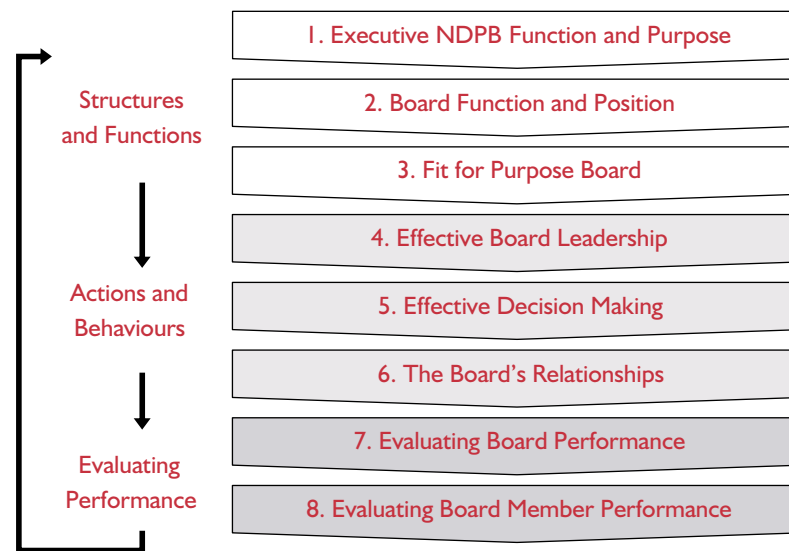 1. Executive NDPB Function and Purpose
Structures
and Functions
2. Board Function and Position
3. Fit for Purpose Board
4. Effective Board Leadership
Actions and
Behaviours
5. Effective Decision Making
6. The Board’s Relationships
7. Evaluating Board Performance
Evaluating
Performance
8. Evaluating Board Member Performance